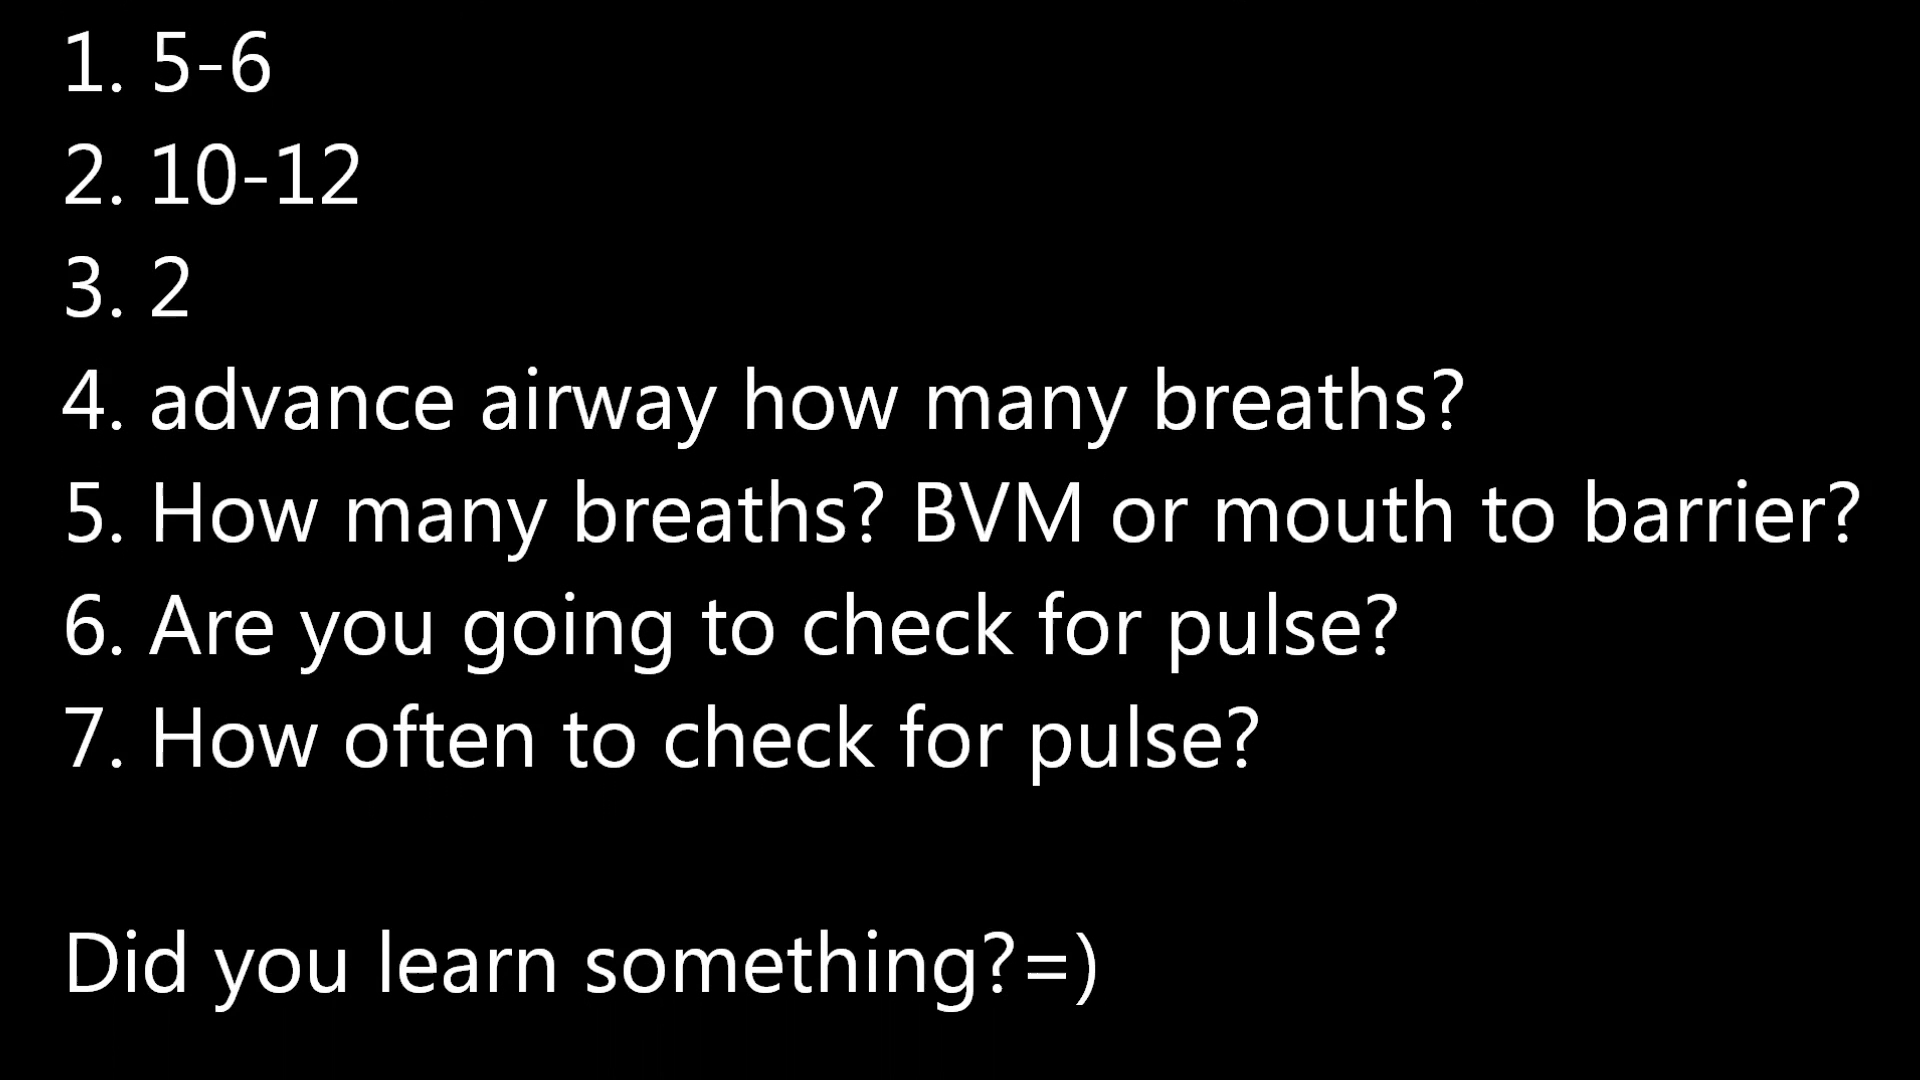 1. 5-6
2. 10-12
3. 2
4. advance airway how many breaths?
5. How many breaths? BVM or mouth to barrier?
6. Are you going to check for pulse?
7. How often to check for pulse?
Did you learn something?=)